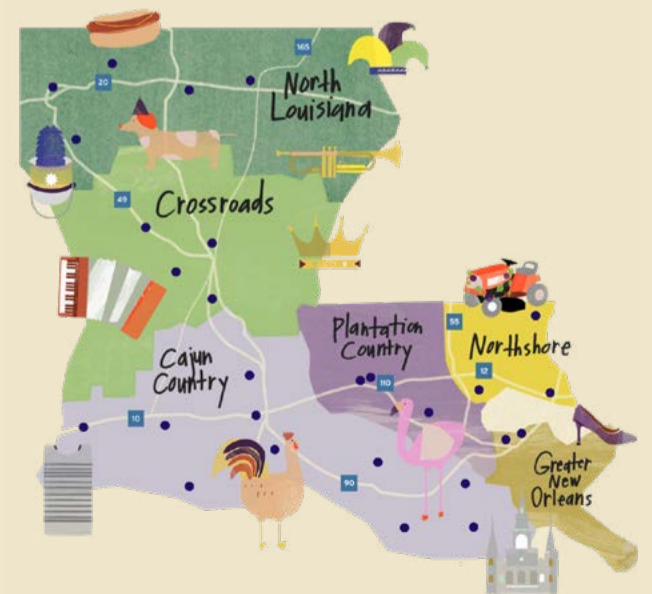 165
20
North
Louisiana
49
Crossroads
Plantation
Country
55
Northshore
Cajun
Country
12
110
10
Greater
New
Orleans
90